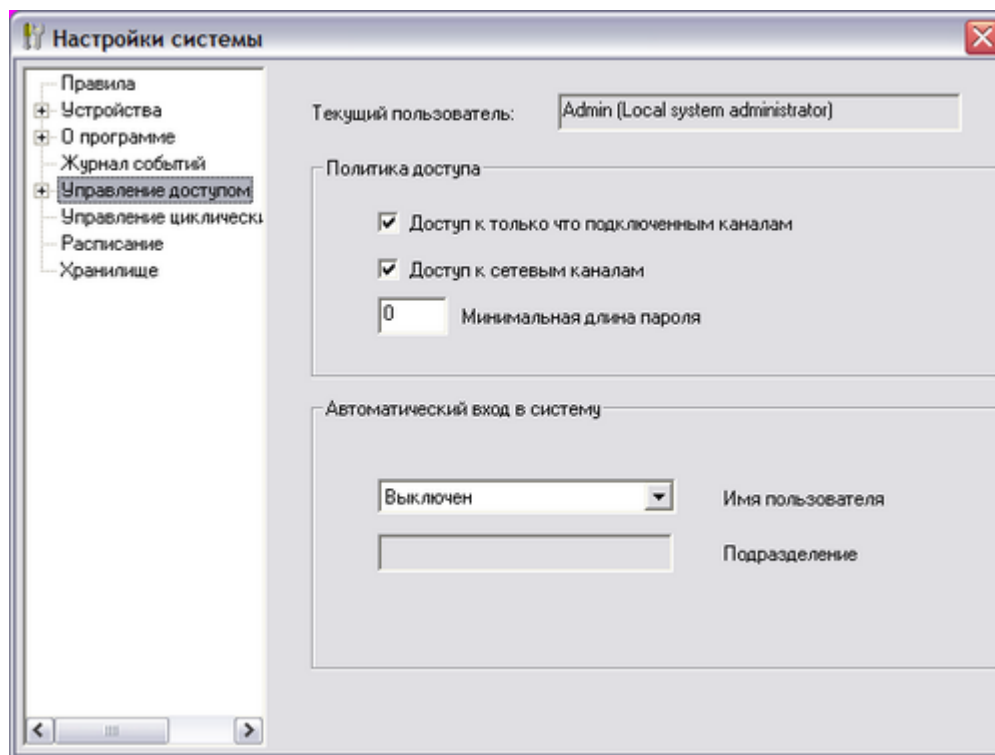 Настройки системы
Правила
Устройства
О программе
Журнал событий
Управление доступом
Управление циклически
Расписание
Хранилище
Текущий пользователь: Admin (Local system administrator)
Политика доступа
Доступ к только что подключенным каналам
Доступ к сетевым каналам
0 Минимальная длина пароля
Автоматический вход в систему
Выключен Имя пользователя
Подразделение